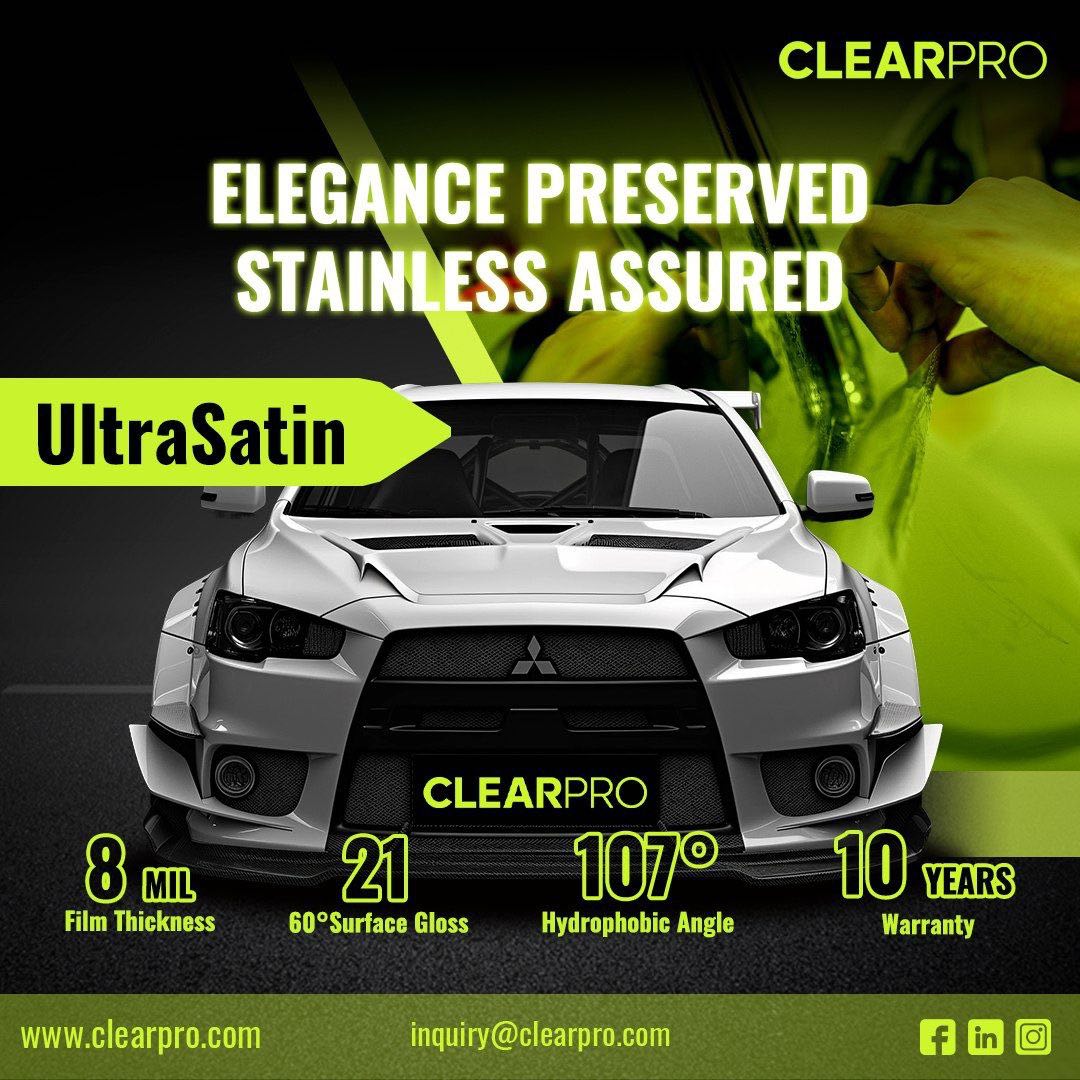 CLEARPRO
ELEGANCE PRESERVED
STAINLESS ASSURED
UltraSatin
CLEARPRO
8 MIL
Film Thickness
21
60°Surface Gloss
107°
Hydrophobic Angle
10 YEARS
Warranty
www.clearpro.com
inquiry@clearpro.com